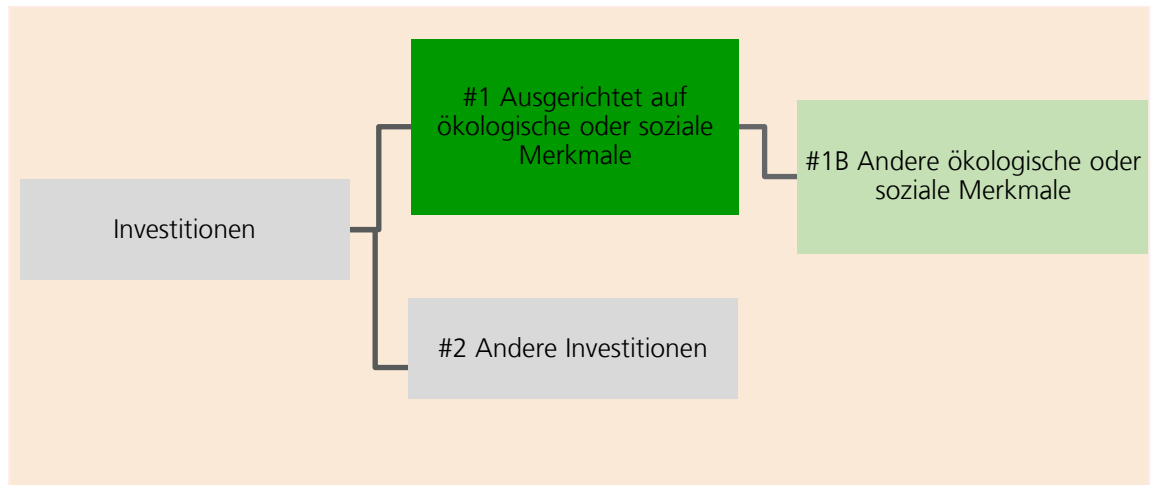 #1 Ausgerichtet auf
ökologische oder soziale
Merkmale
#1B Andere ökologische oder
soziale Merkmale
Investitionen
#2 Andere Investitionen